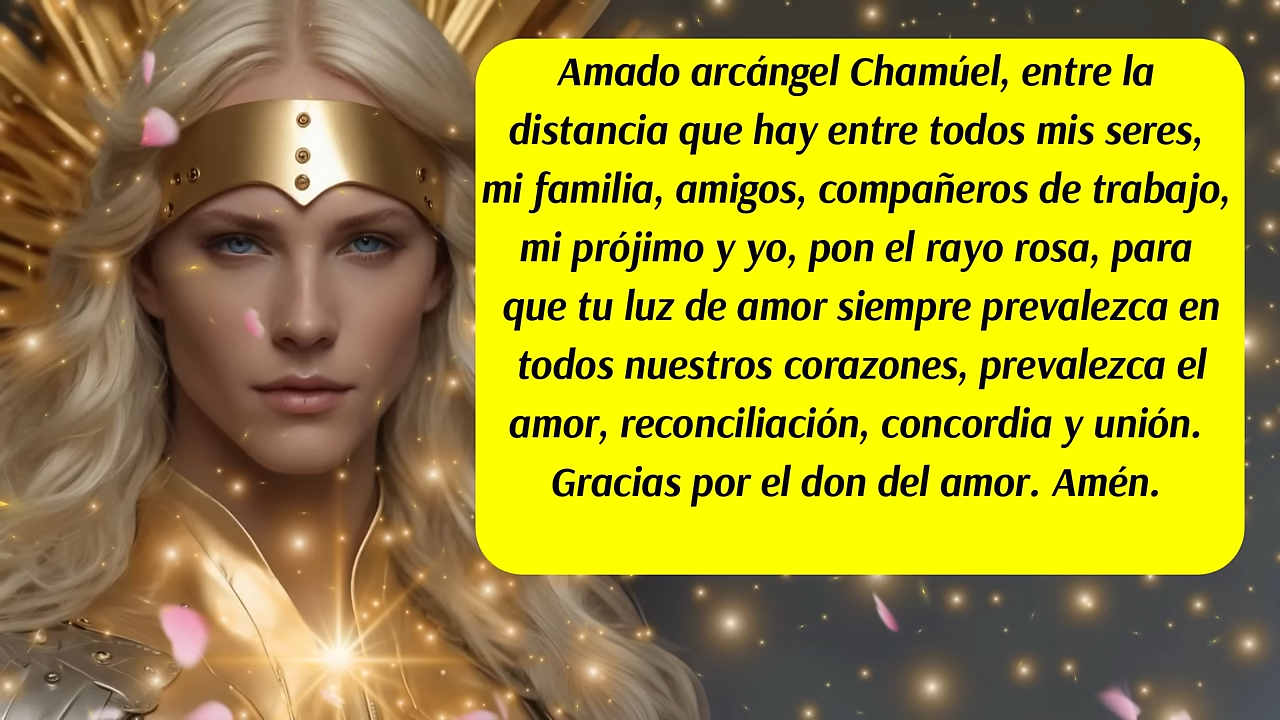 Amado arcángel Chamúel, entre la
distancia que hay entre todos mis seres,
mi familia, amigos, compañeros de trabajo,
mi prójimo y yo, pon el rayo rosa, para
que tu luz de amor siempre prevalezca en
todos nuestros corazones, prevalezca el
amor, reconciliación, concordia y unión.
Gracias por el don del amor. Amén.